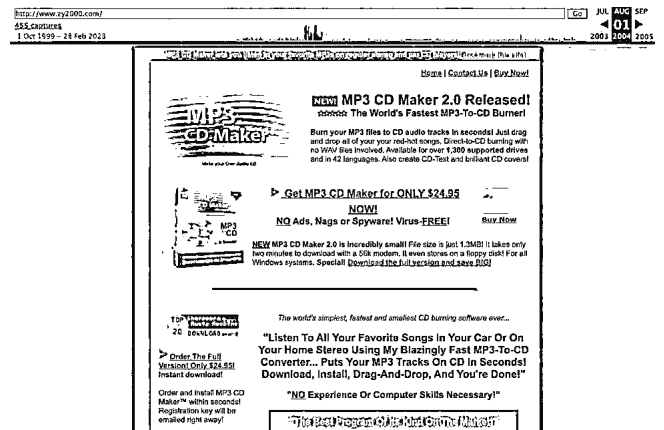 http://www.zy2000.com/
Go
JUL AUG SEP
455 captures
01
1 Oct 1999 – 28 Feb 2023
2003 2004 2005
Home | Contact Us | Buy Now!
MP3
CD-Maker
Make your Own Audio CD
NEW! MP3 CD Maker 2.0 Released!
☆☆☆☆☆ The World's Fastest MP3-To-CD Burner!
Burn your MP3 files to CD audio tracks in seconds! Just drag
and drop all of your red-hot songs. Direct-to-CD burning with
no WAV files involved. Available for over 1,300 supported drives
and in 42 languages. Also create CD-Text and brilliant CD covers!
MP3
CD
Get MP3 CD Maker for ONLY $24.95
NOW!
NO Ads, Nags or Spyware! Virus-FREE!
Buy Now
NEW MP3 CD Maker 2.0 is incredibly small! File size is just 1.3MB! It takes only
two minutes to download with a 56k modem. It even stores on a floppy disk! For all
Windows systems. Special! Download the full version and save BIG!
TOP
20 DOWNLOAD
The world's simplest, fastest and smallest CD burning software ever...
"Listen To All Your Favorite Songs In Your Car Or On
Your Home Stereo Using My Blazingly Fast MP3-To-CD
Converter... Puts Your MP3 Tracks On CD In Seconds!
Download, Install, Drag-And-Drop, And You're Done!"
Order The Full
Version! Only $24.95!
Instant download!
Order and install MP3 CD
Maker™ within seconds!
Registration key will be
emailed right away!
"NO Experience Or Computer Skills Necessary!"
"The Best Program Of Its Kind On The Market!"